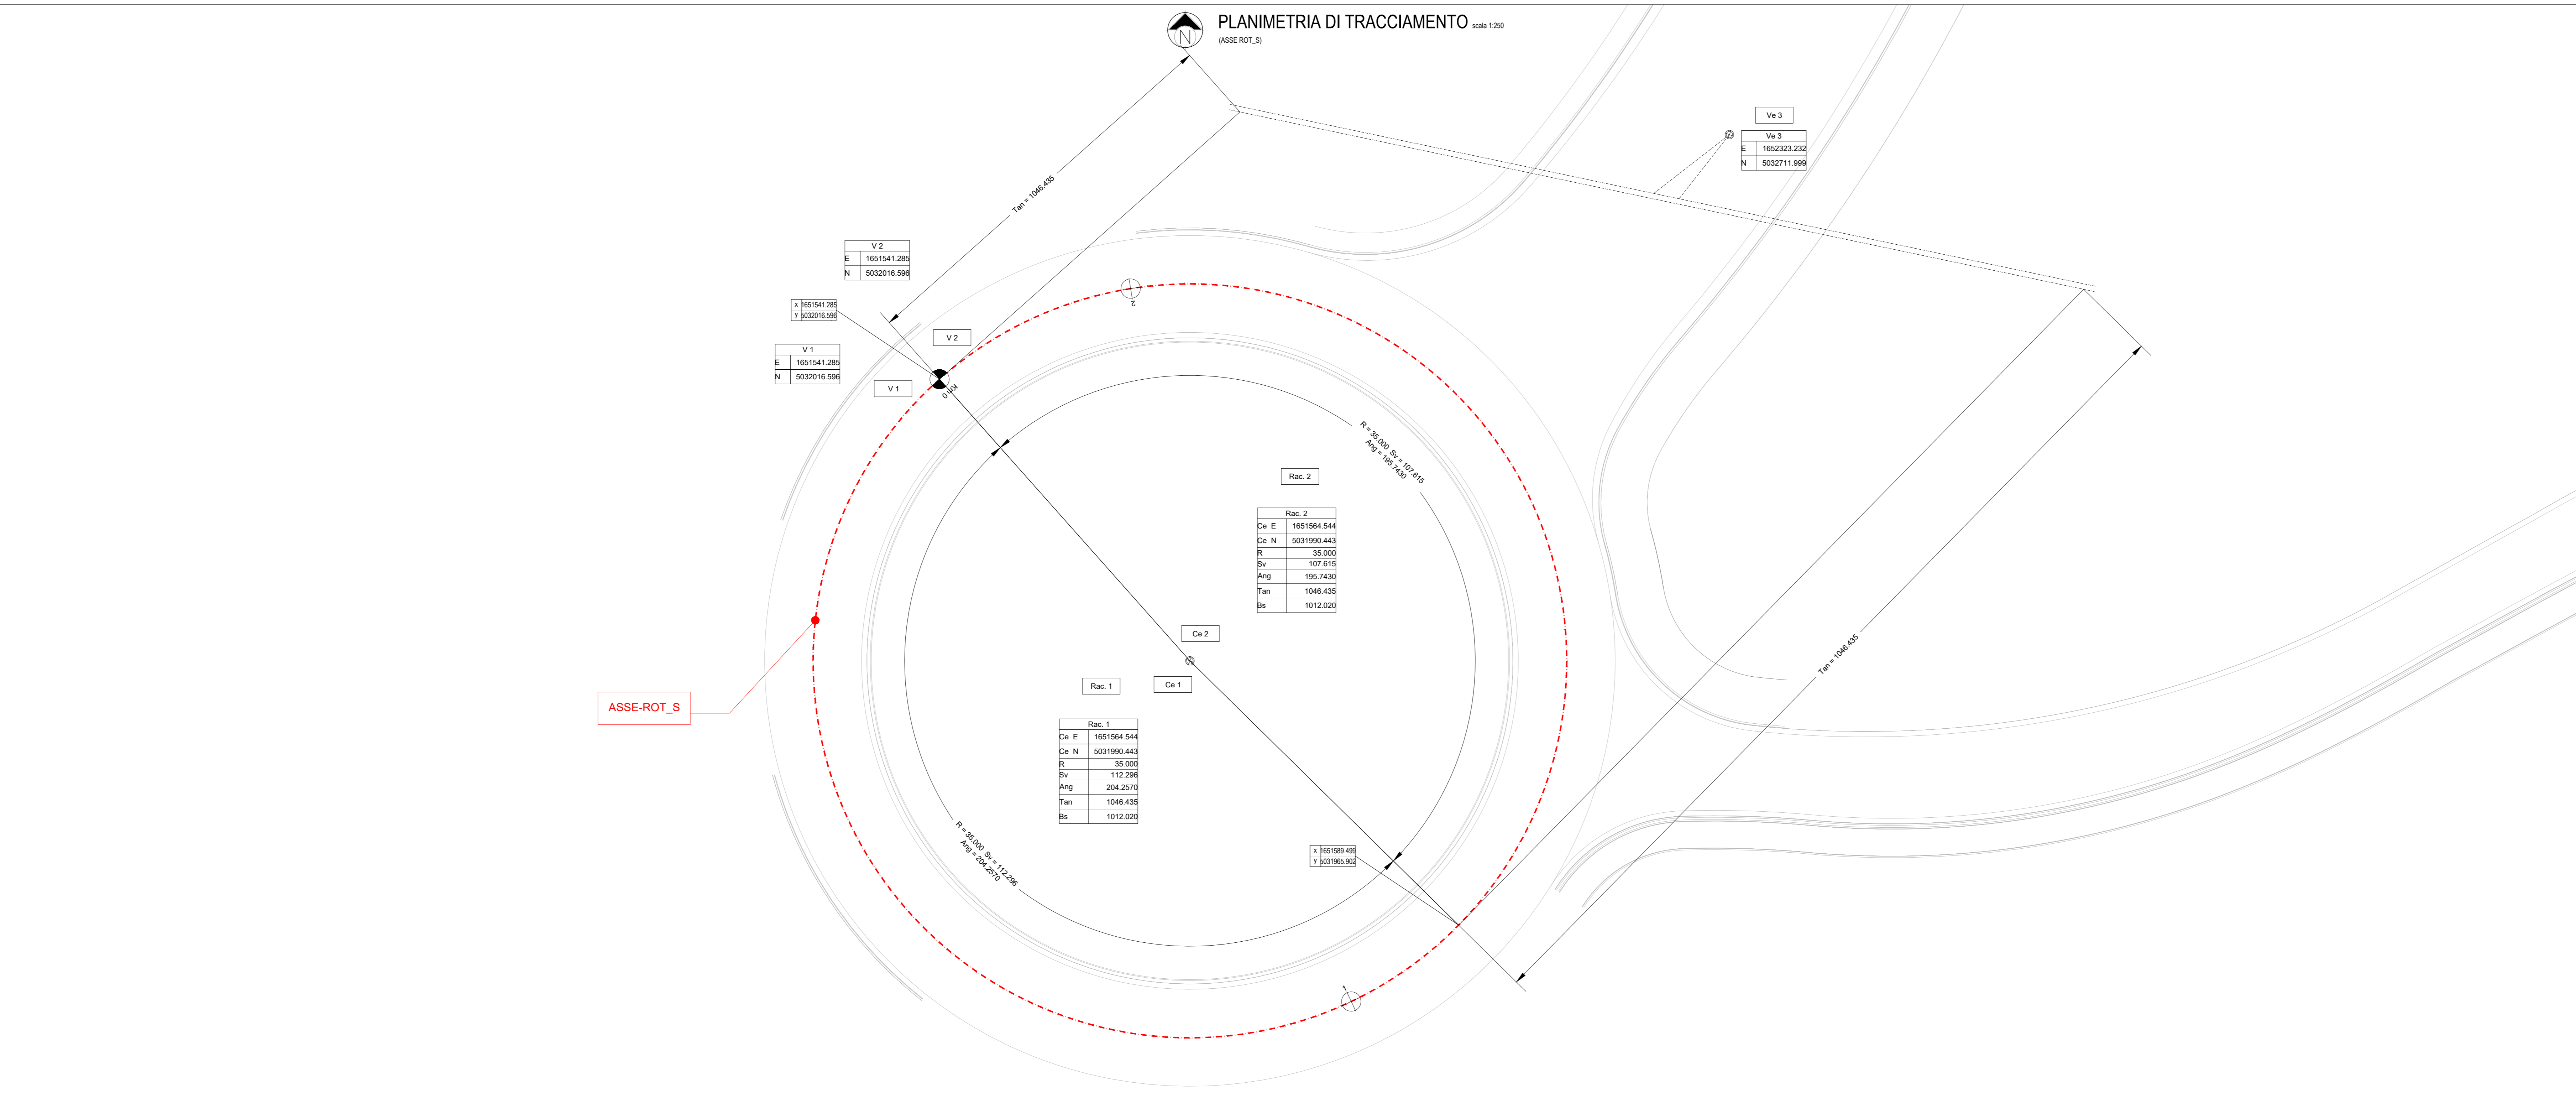 PLANIMETRIA DI TRACCIAMENTO scala 1:250
(ASSE ROT_S)
N
Ve 3
Ve 3
E 1652323.232
N 5032711.999
Tan = 1046.435
V 2
E 1651541.285
N 5032016.596
x 1651541.285
y 5032016.596
2
V 2
V 1
E 1651541.285
N 5032016.596
V 1
Km 0
R = 35.000 Sv = 107.615
Ang = 195.7430
Rac. 2
Rac. 2
Ce E 1651564.544
Ce N 5031990.443
R 35.000
Sv 107.615
Ang 195.7430
Tan 1046.435
Bs 1012.020
Ce 2
Tan = 1046.435
Rac. 1
Ce 1
ASSE-ROT_S
Rac. 1
Ce E 1651564.544
Ce N 5031990.443
R 35.000
Sv 112.296
Ang 204.2570
Tan 1046.435
Bs 1012.020
R = 35.000 Sv = 112.296
Ang = 204.2570
x 1651589.499
y 5031965.902
1